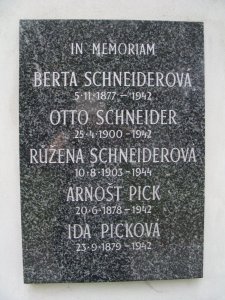 IN MEMORIAM
BERTA SCHNEIDEROVÁ
5·11·1877 – 1942
OTTO SCHNEIDER
25·4·1900 – 1942
RŮŽENA SCHNEIDEROVÁ
10·8·1903 – 1944
ARNOŠT PICK
20·6·1878 – 1942
IDA PICKOVÁ
23·9·1879 – 1942